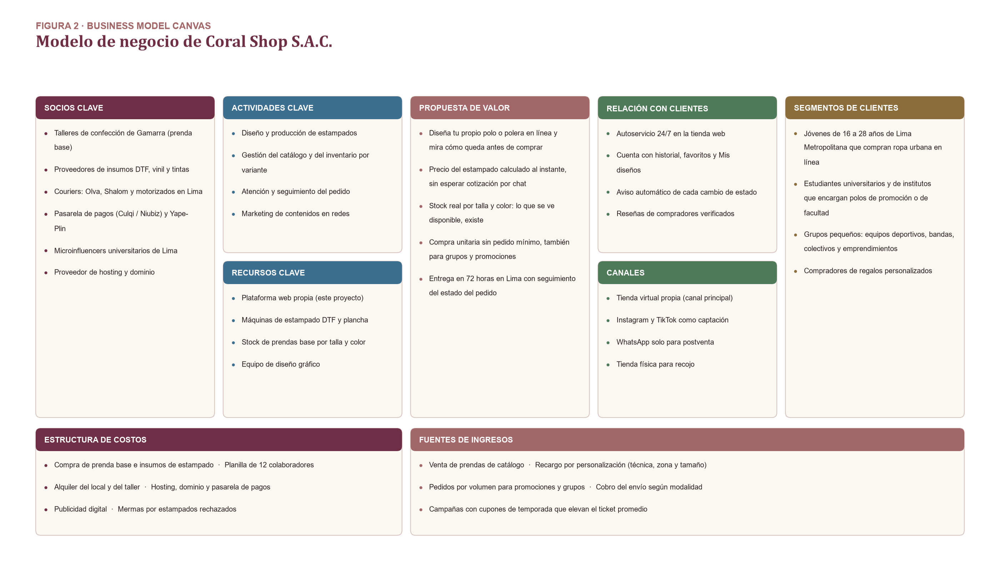 FIGURA 2 · BUSINESS MODEL CANVAS
Modelo de negocio de Coral Shop S.A.C.
SOCIOS CLAVE
• Talleres de confección de Gamarra (prenda
base)
• Proveedores de insumos DTF, vinil y tintas
• Couriers: Olva, Shalom y motorizados en Lima
• Pasarela de pagos (Culqi / Niubiz) y Yape-
Plin
• Microinfluencers universitarios de Lima
• Proveedor de hosting y dominio
ACTIVIDADES CLAVE
• Diseño y producción de estampados
• Gestión del catálogo y del inventario por
variante
• Atención y seguimiento del pedido
• Marketing de contenidos en redes
RECURSOS CLAVE
• Plataforma web propia (este proyecto)
• Máquinas de estampado DTF y plancha
• Stock de prendas base por talla y color
• Equipo de diseño gráfico
PROPUESTA DE VALOR
• Diseña tu propio polo o polera en línea y
mira cómo queda antes de comprar
• Precio del estampado calculado al instante,
sin esperar cotización por chat
• Stock real por talla y color: lo que se ve
disponible, existe
• Compra unitaria sin pedido mínimo, también
para grupos y promociones
• Entrega en 72 horas en Lima con seguimiento
del estado del pedido
RELACIÓN CON CLIENTES
• Autoservicio 24/7 en la tienda web
• Cuenta con historial, favoritos y Mis
diseños
• Aviso automático de cada cambio de estado
• Reseñas de compradores verificados
CANALES
• Tienda virtual propia (canal principal)
• Instagram y TikTok como captación
• WhatsApp solo para postventa
• Tienda física para recojo
SEGMENTOS DE CLIENTES
• Jóvenes de 16 a 28 años de Lima
Metropolitana que compran ropa urbana en
línea
• Estudiantes universitarios y de institutos
que encargan polos de promoción o de
facultad
• Grupos pequeños: equipos deportivos, bandas,
colectivos y emprendimientos
• Compradores de regalos personalizados
ESTRUCTURA DE COSTOS
• Compra de prenda base e insumos de estampado · Planilla de 12 colaboradores
• Alquiler del local y del taller · Hosting, dominio y pasarela de pagos
• Publicidad digital · Mermas por estampados rechazados
FUENTES DE INGRESOS
• Venta de prendas de catálogo · Recargo por personalización (técnica, zona y tamaño)
• Pedidos por volumen para promociones y grupos · Cobro del envío según modalidad
• Campañas con cupones de temporada que elevan el ticket promedio